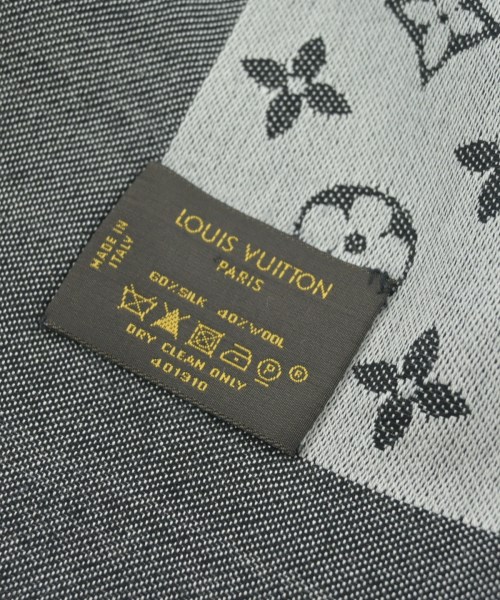 MADE IN
ITALY
LOUIS VUITTON
PARIS
60%SILK 40%WOOL
P ®
DRY CLEAN ONLY
401910